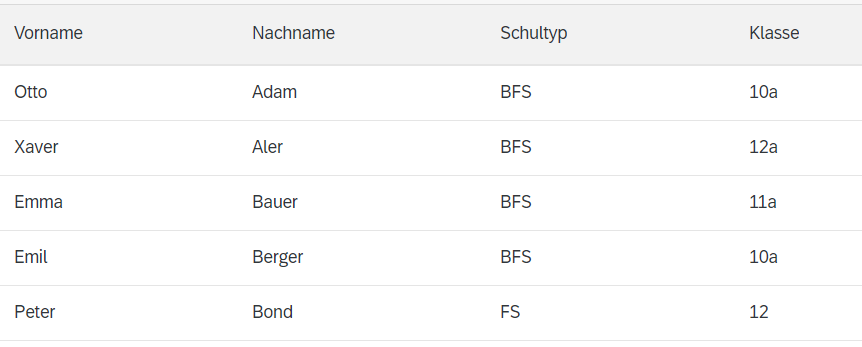 Vorname Nachname Schultyp Klasse
Otto Adam BFS 10a
Xaver Aler BFS 12a
Emma Bauer BFS 11a
Emil Berger BFS 10a
Peter Bond FS 12